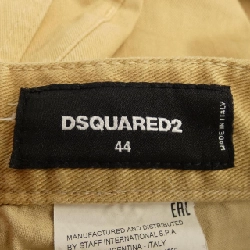 DSQUARED2
44
MADE IN ITALY
EAC
MANUFACTURED AND DISTRIBUTED
BY STAFF INTERNATIONAL S.P.A.
ITALY